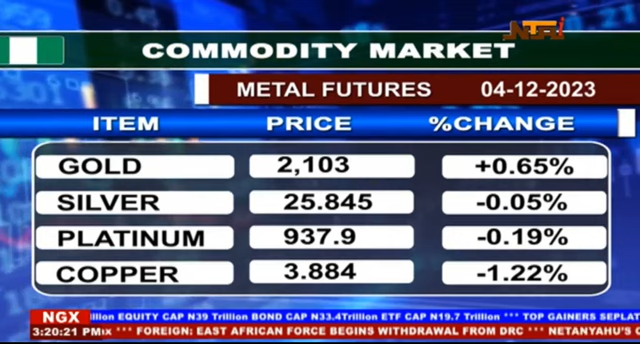 NTA
COMMODITY MARKET
METAL FUTURES 04-12-2023
ITEM PRICE %CHANGE
GOLD 2,103 +0.65%
SILVER 25.845 -0.05%
PLATINUM 937.9 -0.19%
COPPER 3.884 -1.22%
NGX illion EQUITY CAP N39 Trillion BOND CAP N33.4Trillion ETF CAP N19.7 Trillion *** TOP GAINERS SEPLAT
3:20:21 PM *** FOREIGN: EAST AFRICAN FORCE BEGINS WITHDRAWAL FROM DRC *** NETANYAHU'S